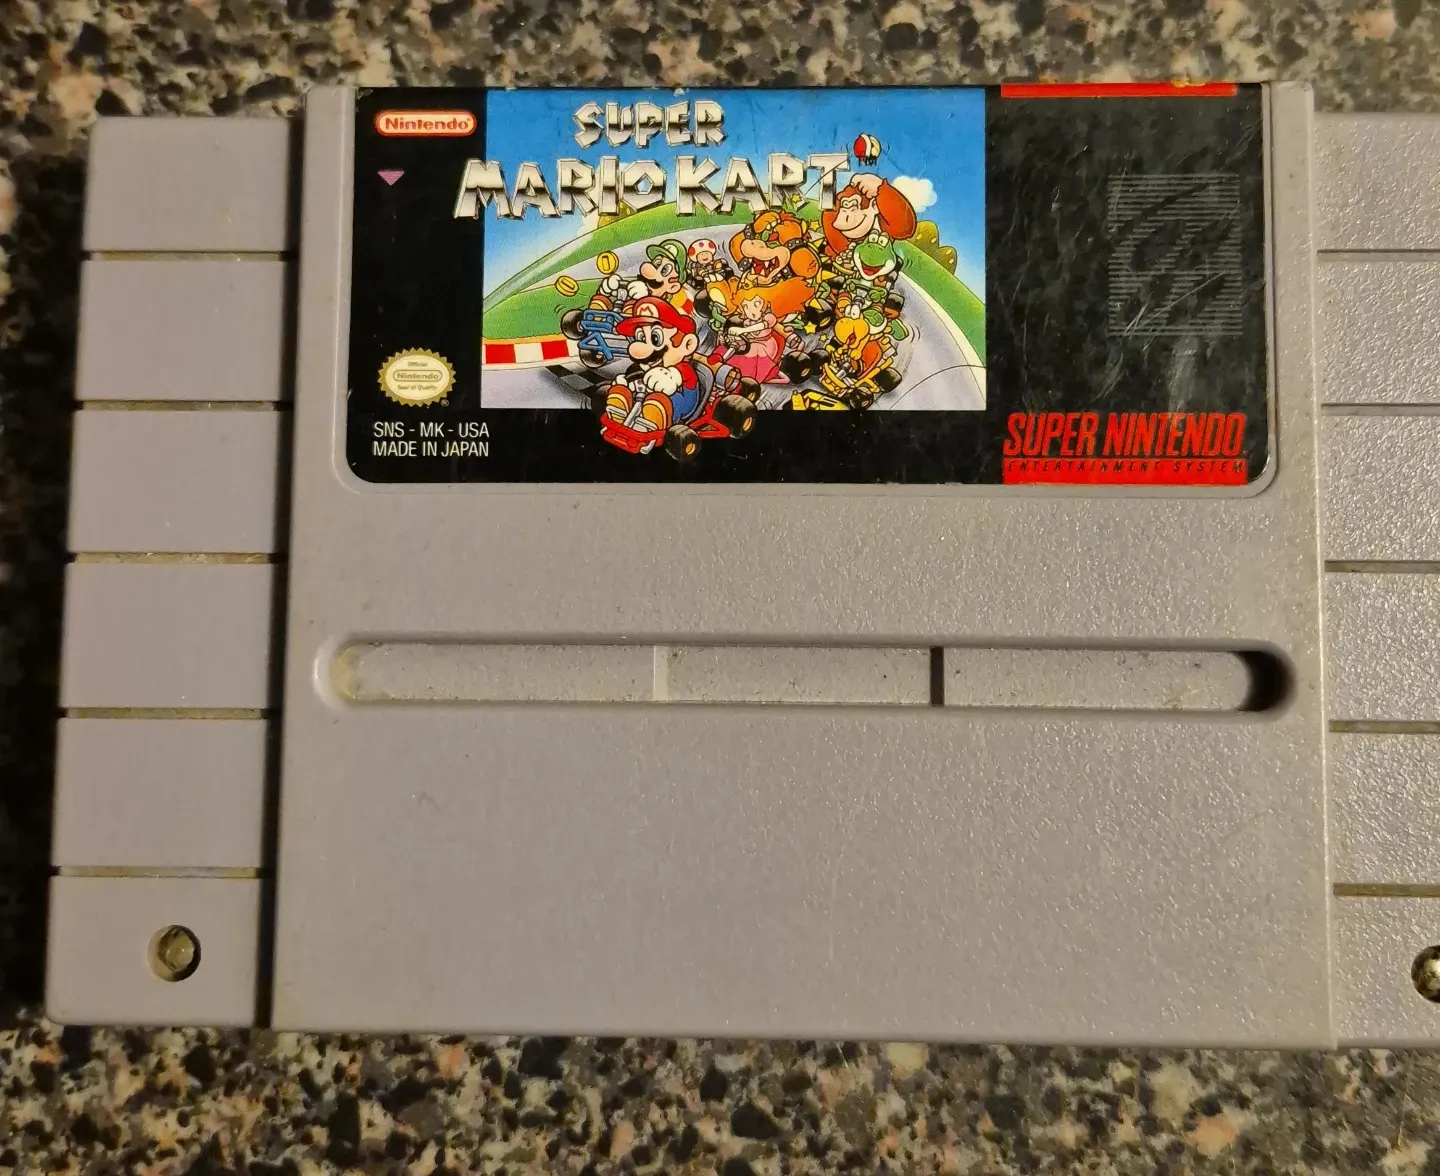 Nintendo®
SUPER
MARIO KART
Official
Nintendo
Seal of Quality
SNS - MK - USA
MADE IN JAPAN
SUPER NINTENDO
ENTERTAINMENT SYSTEM